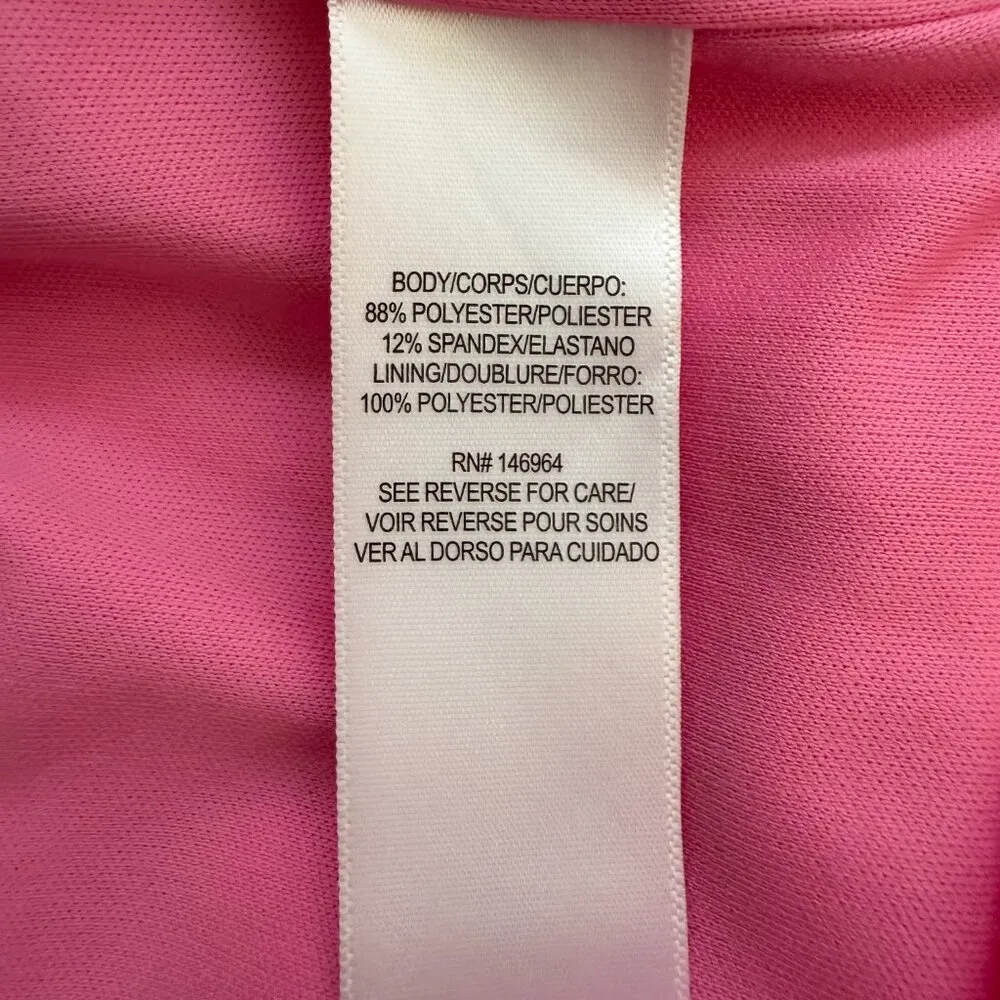 BODY/CORPS/CUERPO:
88% POLYESTER/POLIESTER
12% SPANDEX/ELASTANO
LINING/DOUBLURE/FORRO:
100% POLYESTER/POLIESTER
RN# 146964
SEE REVERSE FOR CARE/
VOIR REVERSE POUR SOINS
VER AL DORSO PARA CUIDADO